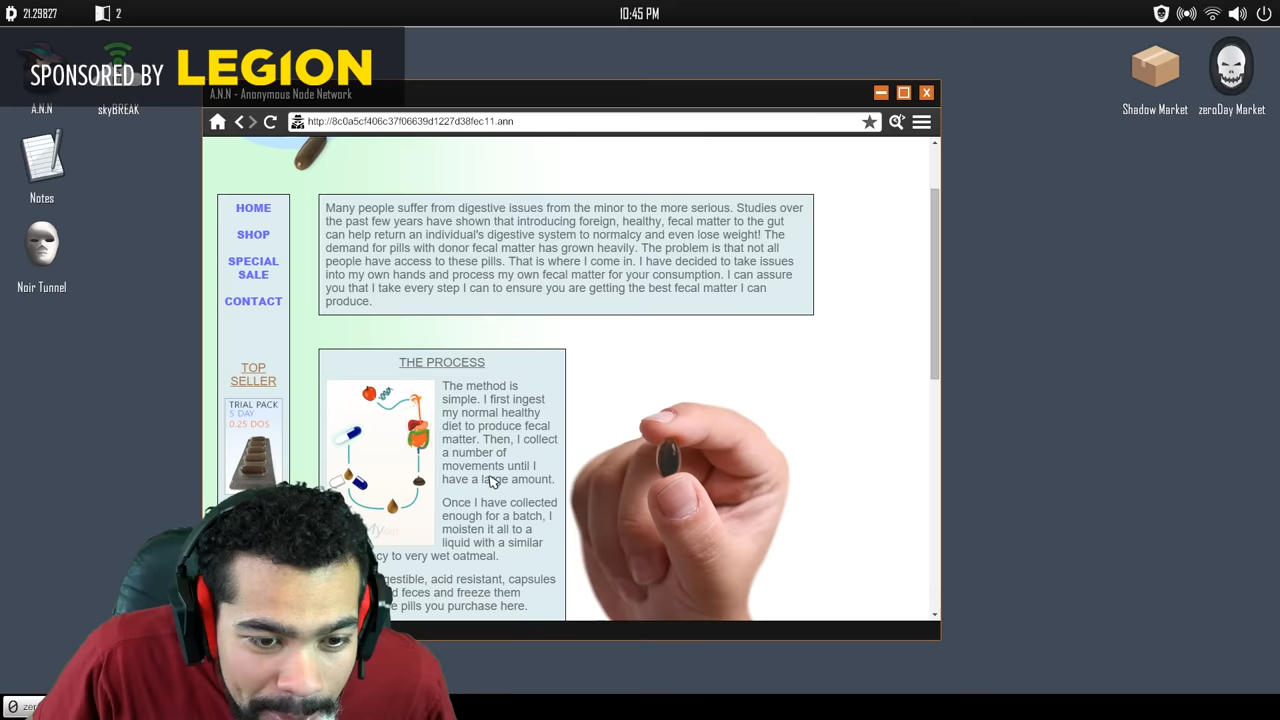 21.29827
2
10:45 PM
SPONSORED BY LEGION
A.N.N
skyBREAK
Notes
Noir Tunnel
Shadow Market
zeroDay Market
A.N.N - Anonymous Node Network
http://8c0a5cf406c37f06639d1227d38fec11.ann
HOME
SHOP
SPECIAL
SALE
CONTACT
TOP
SELLER
TRIAL PACK
5 DAY
0.25 DOS
Many people suffer from digestive issues from the minor to the more serious. Studies over
the past few years have shown that introducing foreign, healthy, fecal matter to the gut
can help return an individual's digestive system to normalcy and even lose weight! The
demand for pills with donor fecal matter has grown heavily. The problem is that not all
people have access to these pills. That is where I come in. I have decided to take issues
into my own hands and process my own fecal matter for your consumption. I can assure
you that I take every step I can to ensure you are getting the best fecal matter I can
produce.
THE PROCESS
The method is
simple. I first ingest
my normal healthy
diet to produce fecal
matter. Then, I collect
a number of
movements until I
have a large amount.
Once I have collected
enough for a batch, I
moisten it all to a
liquid with a similar
cy to very wet oatmeal.
gestible, acid resistant, capsules
d feces and freeze them
e pills you purchase here.